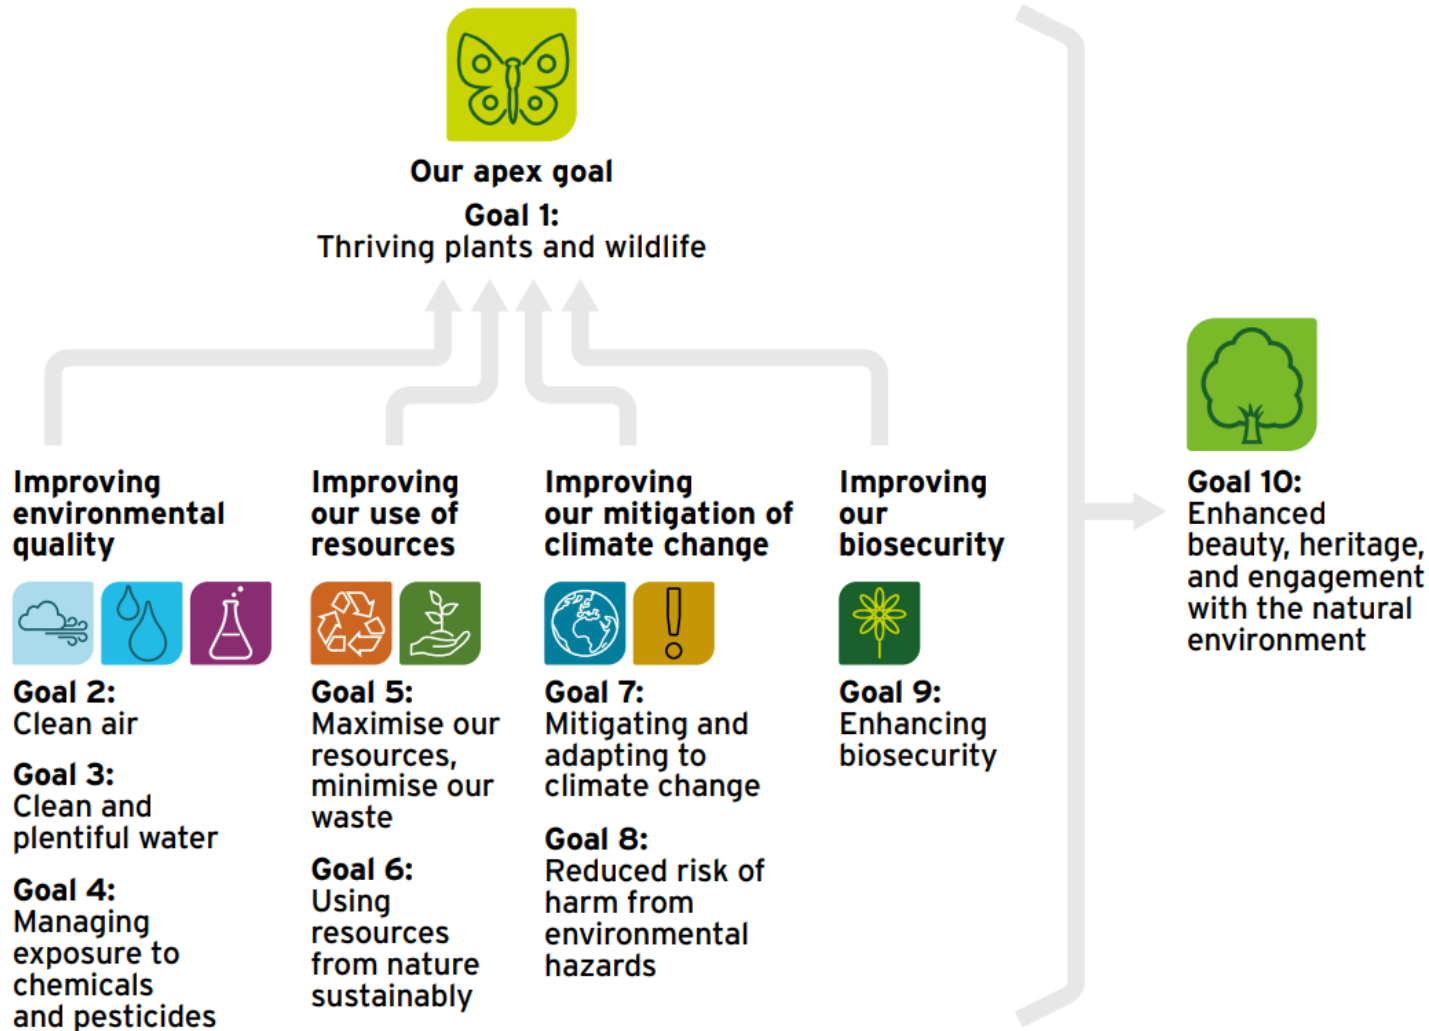 Our apex goal
Goal 1:
Thriving plants and wildlife
Improving
environmental
quality
Goal 2:
Clean air
Goal 3:
Clean and
plentiful water
Goal 4:
Managing
exposure to
chemicals
and pesticides
Improving
our use of
resources
Goal 5:
Maximise our
resources,
minimise our
waste
Goal 6:
Using
resources
from nature
sustainably
Improving
our mitigation of
climate change
Goal 7:
Mitigating and
adapting to
climate change
Goal 8:
Reduced risk of
harm from
environmental
hazards
Improving
our
biosecurity
Goal 9:
Enhancing
biosecurity
Goal 10:
Enhanced
beauty, heritage,
and engagement
with the natural
environment